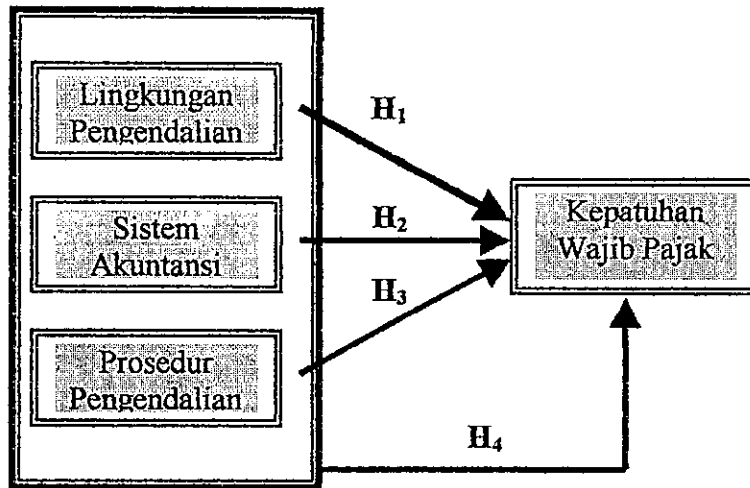 Lingkungan
Pengendalian
Sistem
Akuntansi
Prosedur
Pengendalian
H1
H2
H3
H4
Kepatuhan
Wajib Pajak